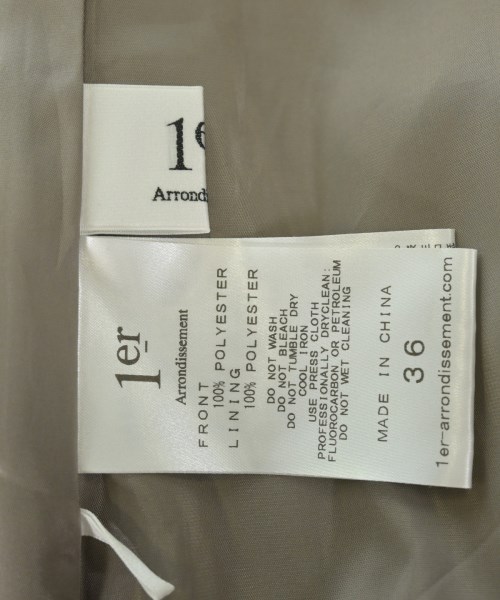 1e
Arrondis
1er
Arrondissement
FRONT
100% POLYESTER
LINING
100% POLYESTER
DO NOT WASH
DO NOT BLEACH
DO NOT TUMBLE DRY
COOL IRON
USE PRESS CLOTH
PROFESSIONALLY DRYCLEAN:
FLUOROCARBON OR PETROLEUM
DO NOT WET CLEANING
MADE IN CHINA
36
1er-arrondissement.com